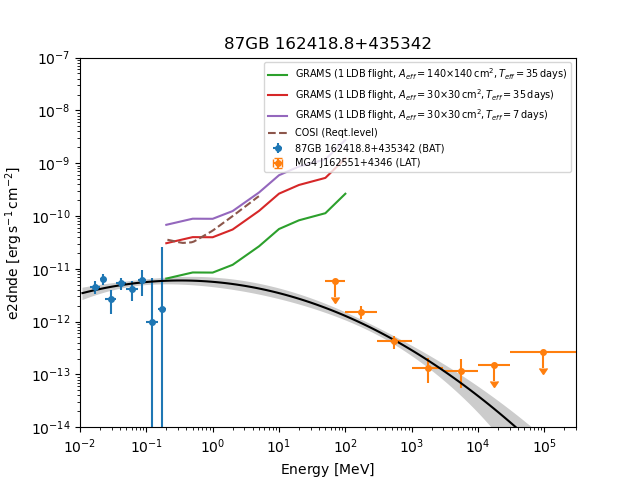 87GB 162418.8+435342
e2dnde [erg s⁻¹ cm⁻²]
10⁻⁷
10⁻⁸
10⁻⁹
10⁻¹⁰
10⁻¹¹
10⁻¹²
10⁻¹³
10⁻¹⁴
GRAMS (1 LDB flight, A_eff = 140×140 cm², T_eff = 35 days)
GRAMS (1 LDB flight, A_eff = 30×30 cm², T_eff = 35 days)
GRAMS (1 LDB flight, A_eff = 30×30 cm², T_eff = 7 days)
COSI (Reqt.level)
87GB 162418.8+435342 (BAT)
MG4 J162551+4346 (LAT)
10⁻² 10⁻¹ 10⁰ 10¹ 10² 10³ 10⁴ 10⁵
Energy [MeV]